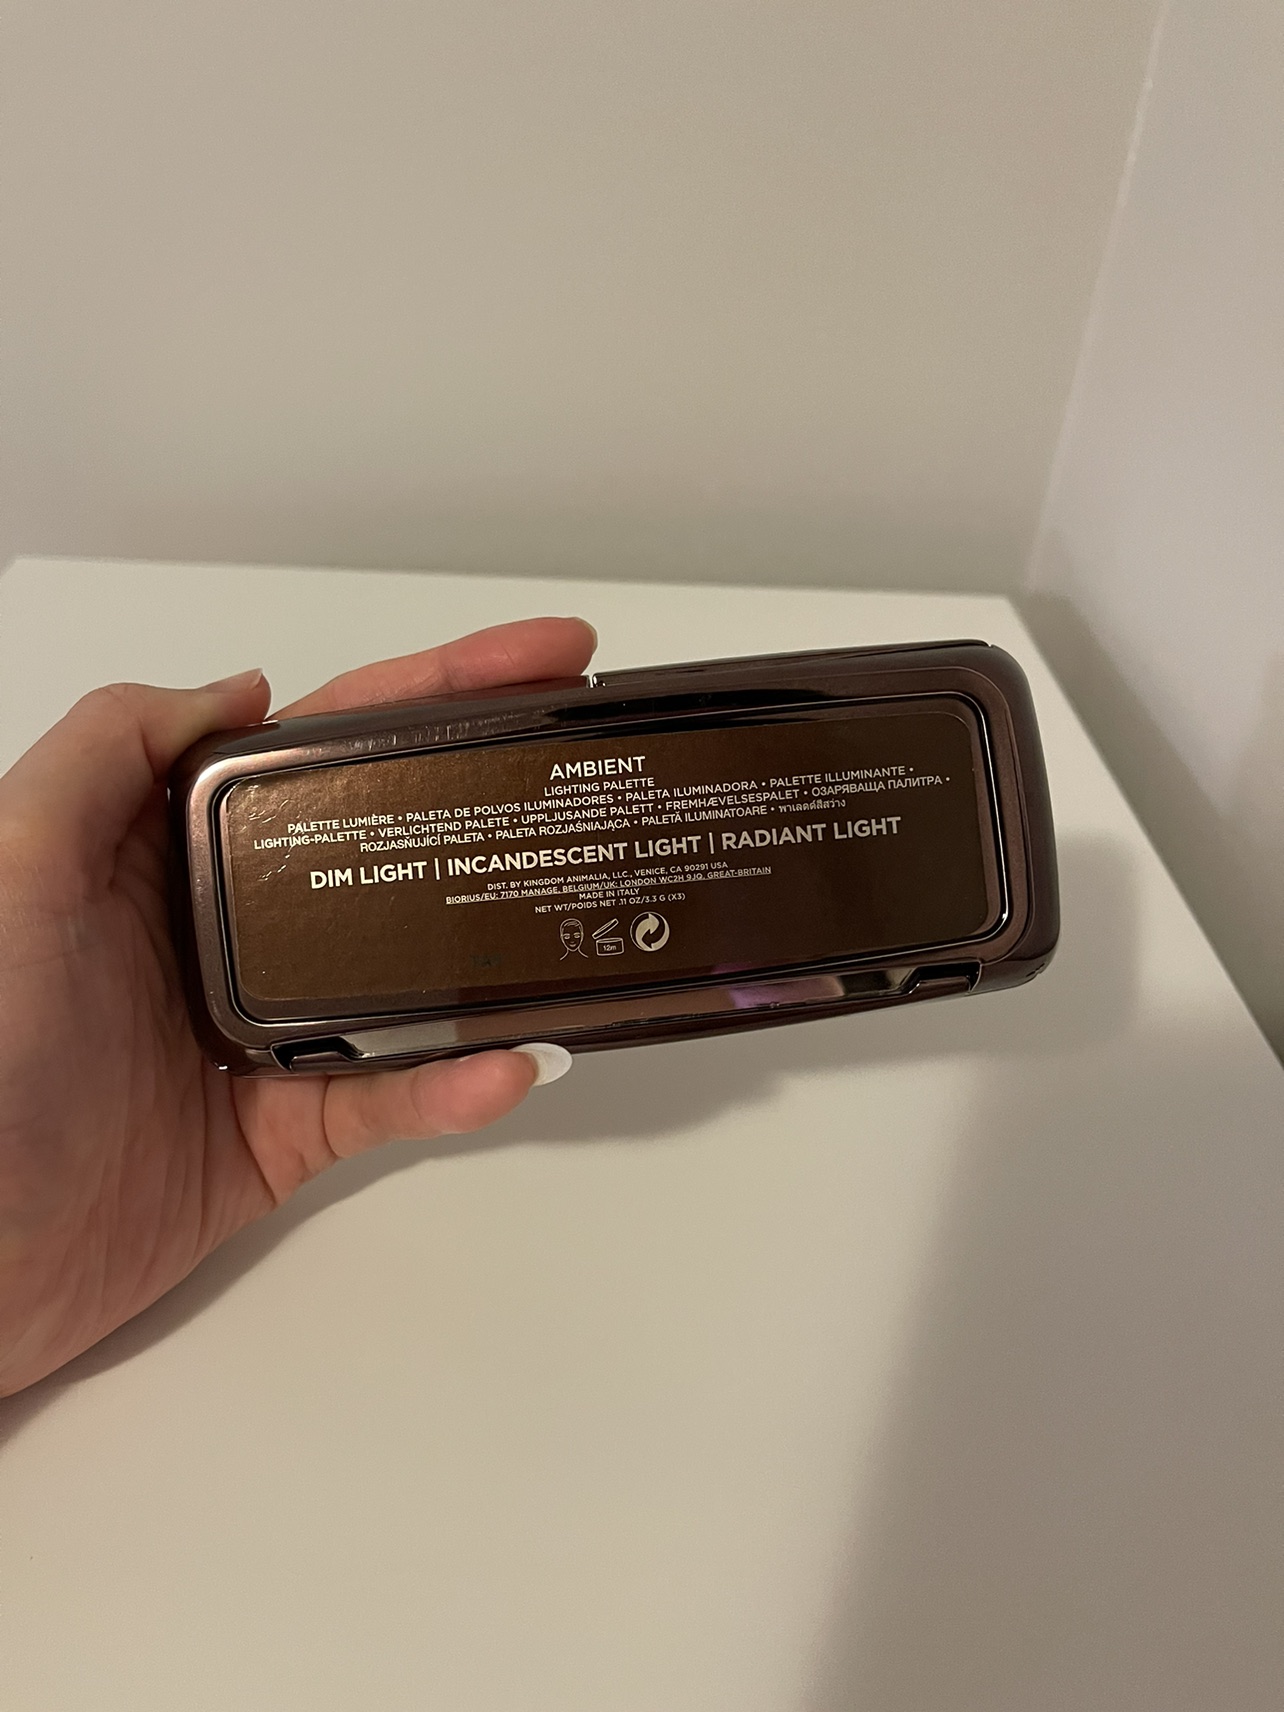 AMBIENT
LIGHTING PALETTE
PALETTE LUMIÈRE • PALETA DE POLVOS ILUMINADORES • PALETA ILUMINADORA • PALETTE ILLUMINANTE •
LIGHTING-PALETTE • VERLICHTEND PALETE • UPPLJUSANDE PALETT • FREMHÆVELSESPALET • ОЗАРЯВАЩА ПАЛИТРА •
ROZJASŇUJÍCÍ PALETA • PALETA ROZJAŚNIAJĄCA • PALETĂ ILUMINATOARE • พาเลตต์สีสว่าง
DIM LIGHT | INCANDESCENT LIGHT | RADIANT LIGHT
DIST. BY KINGDOM ANIMALIA, LLC., VENICE, CA 90291 USA
BIORIUS/EU: 7170 MANAGE, BELGIUM/UK: LONDON WC2H 9JQ, GREAT-BRITAIN
MADE IN ITALY
NET WT/POIDS NET .11 OZ/3.3 G (X3)
12m